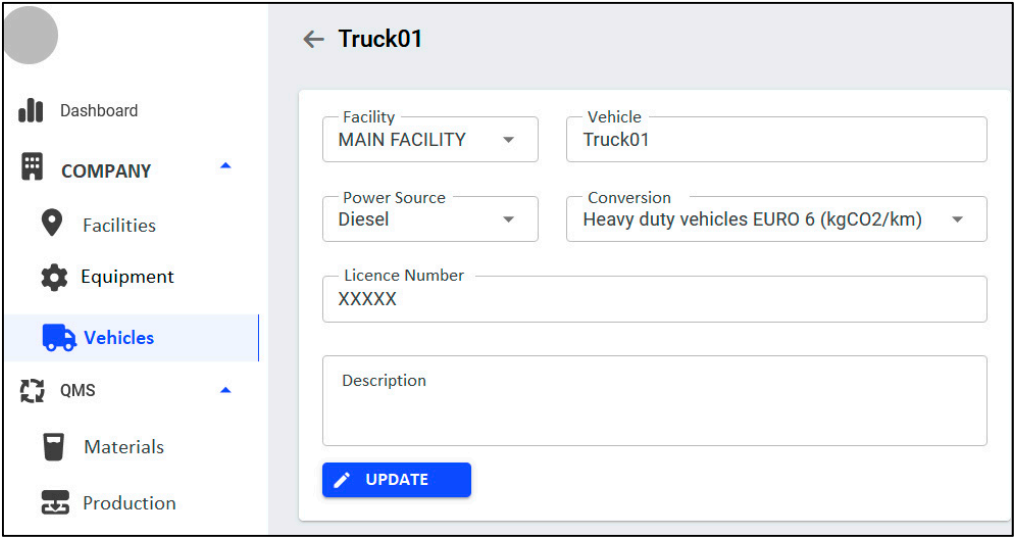 Truck01
Dashboard
COMPANY
Facilities
Equipment
Vehicles
QMS
Materials
Production
Facility
MAIN FACILITY
Vehicle
Truck01
Power Source
Diesel
Conversion
Heavy duty vehicles EURO 6 (kgCO2/km)
Licence Number
XXXXX
Description
UPDATE